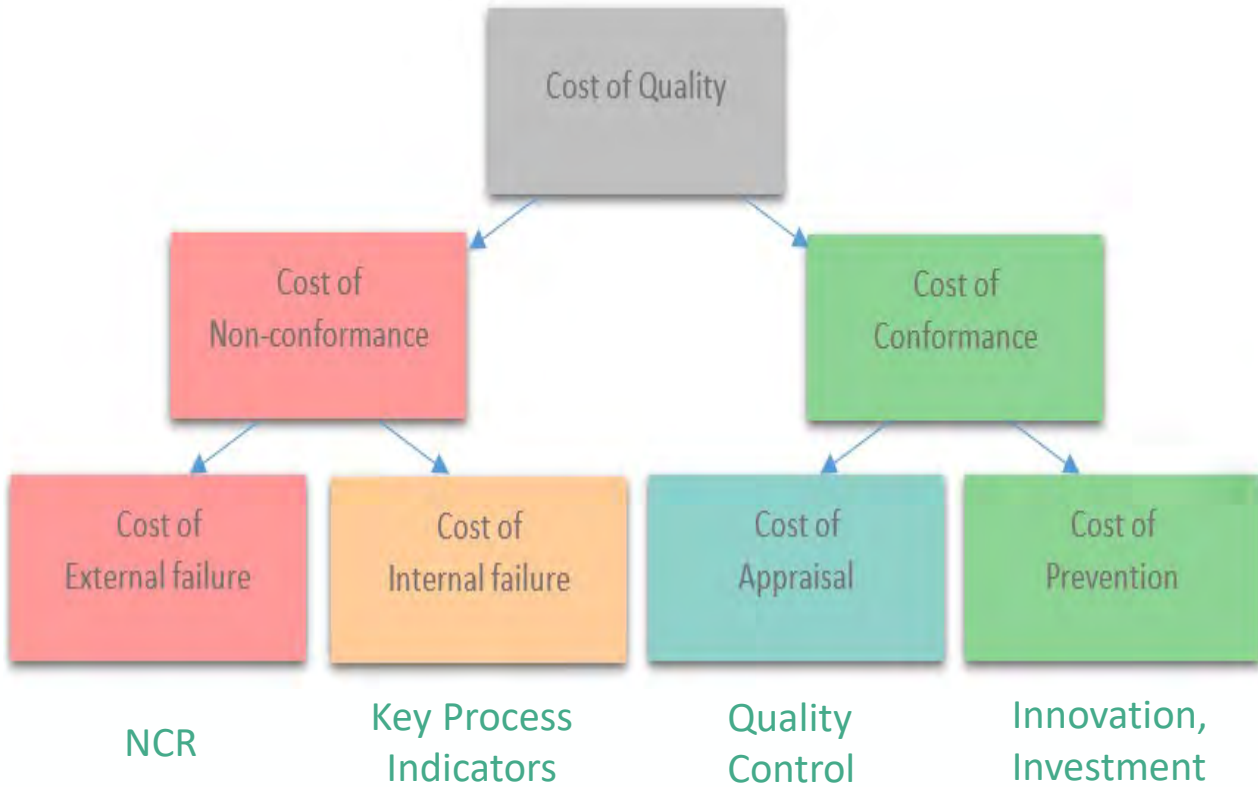 Cost of Quality
Cost of
Non-conformance
Cost of
Conformance
Cost of
External failure
Cost of
Internal failure
Cost of
Appraisal
Cost of
Prevention
NCR
Key Process
Indicators
Quality
Control
Innovation,
Investment